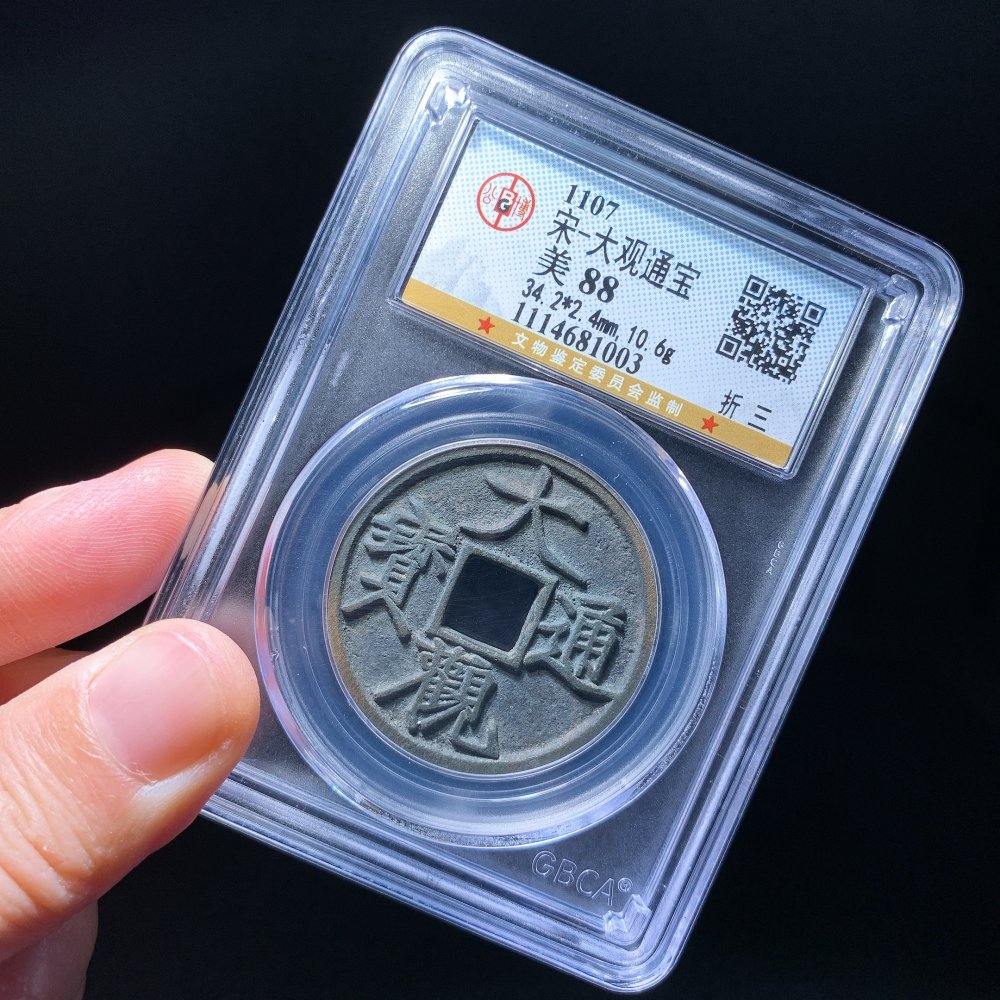 1107
宋-大观通宝
美 88
34.2*2.4mm,10.6g
1114681003
文物鉴定委员会监制
折三
大觀通寶
GBCA®